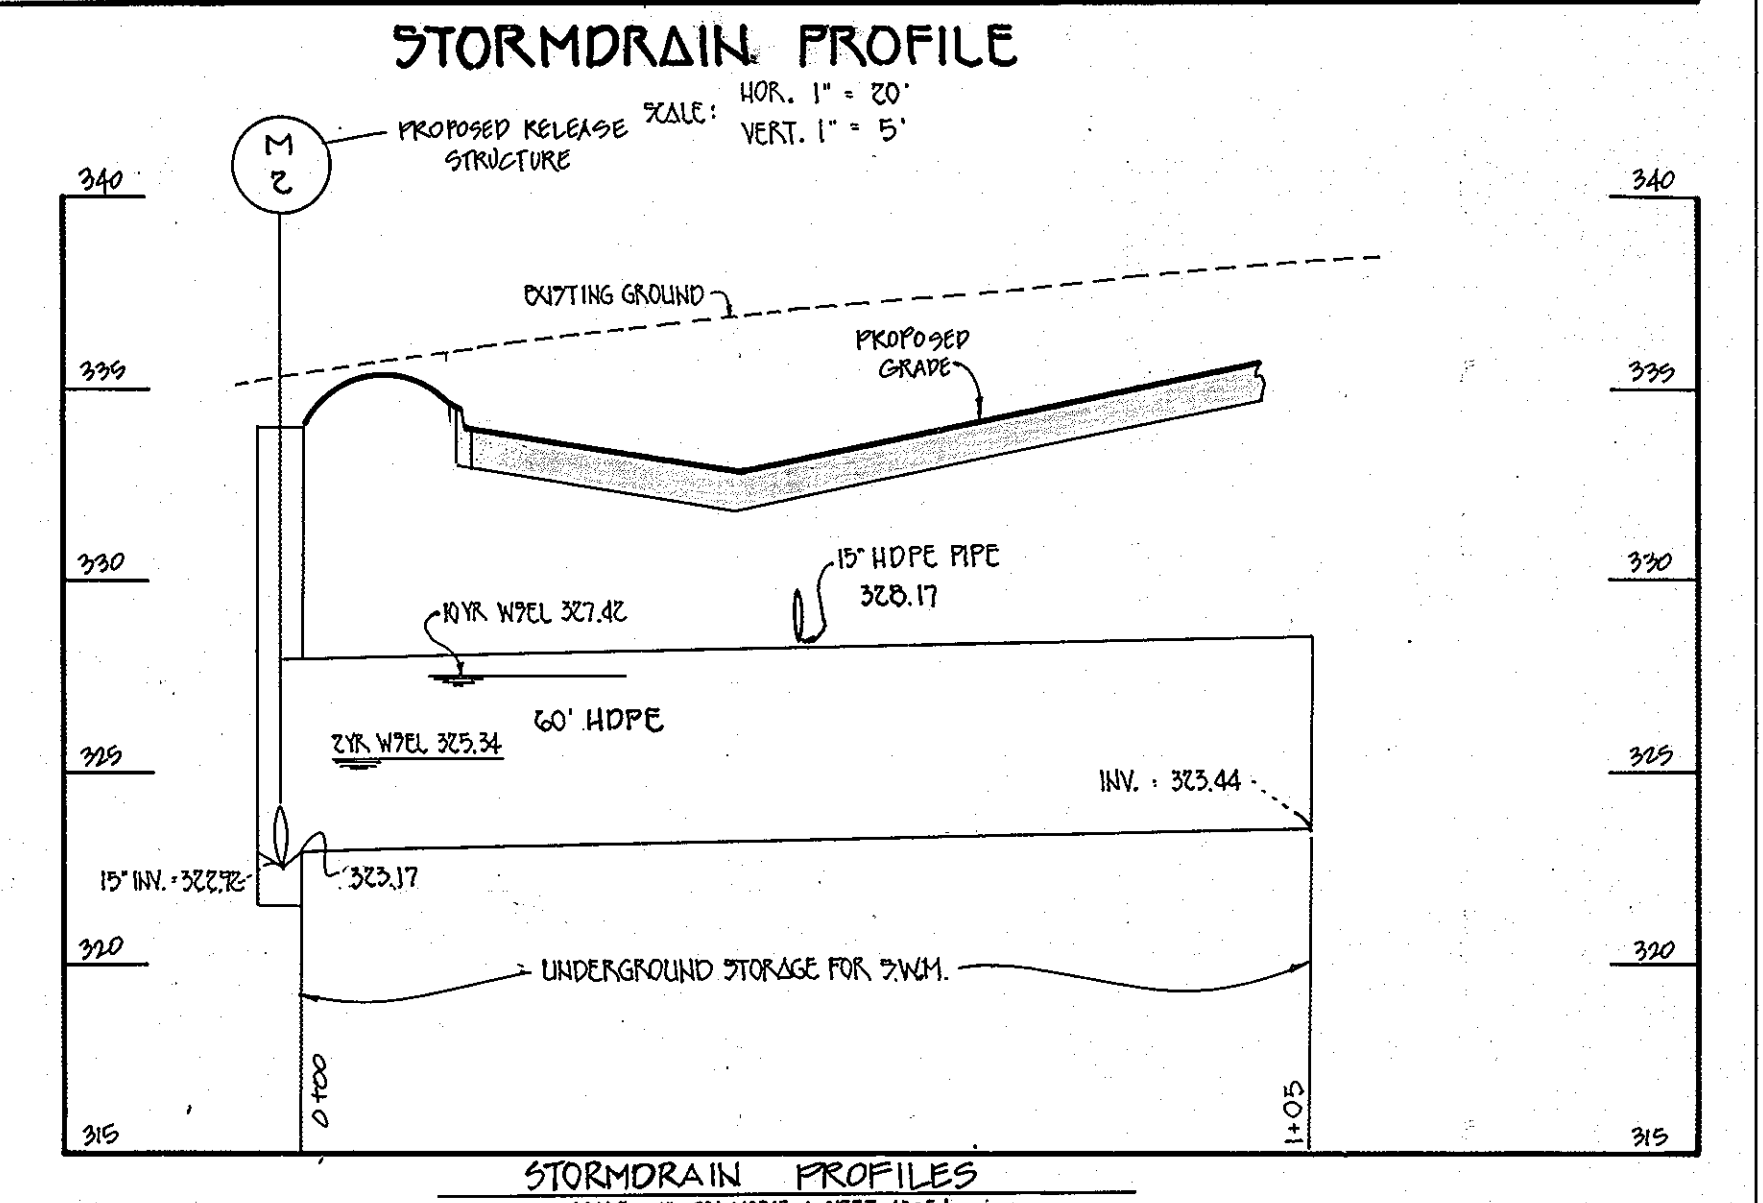 STORMDRAIN PROFILE
SCALE: HOR. 1" = 20'
VERT. 1" = 5'
M
2
PROPOSED RELEASE
STRUCTURE
340
340
EXISTING GROUND
PROPOSED
GRADE
335
335
330
330
15" HDPE PIPE
328.17
10 YR WSEL 327.42
60' HDPE
2YR WSEL 325.34
325
325
INV. = 323.44
15" INV. = 322.92
323.17
320
320
UNDERGROUND STORAGE FOR S.W.M.
0+00
1+05
315
315
STORMDRAIN PROFILES